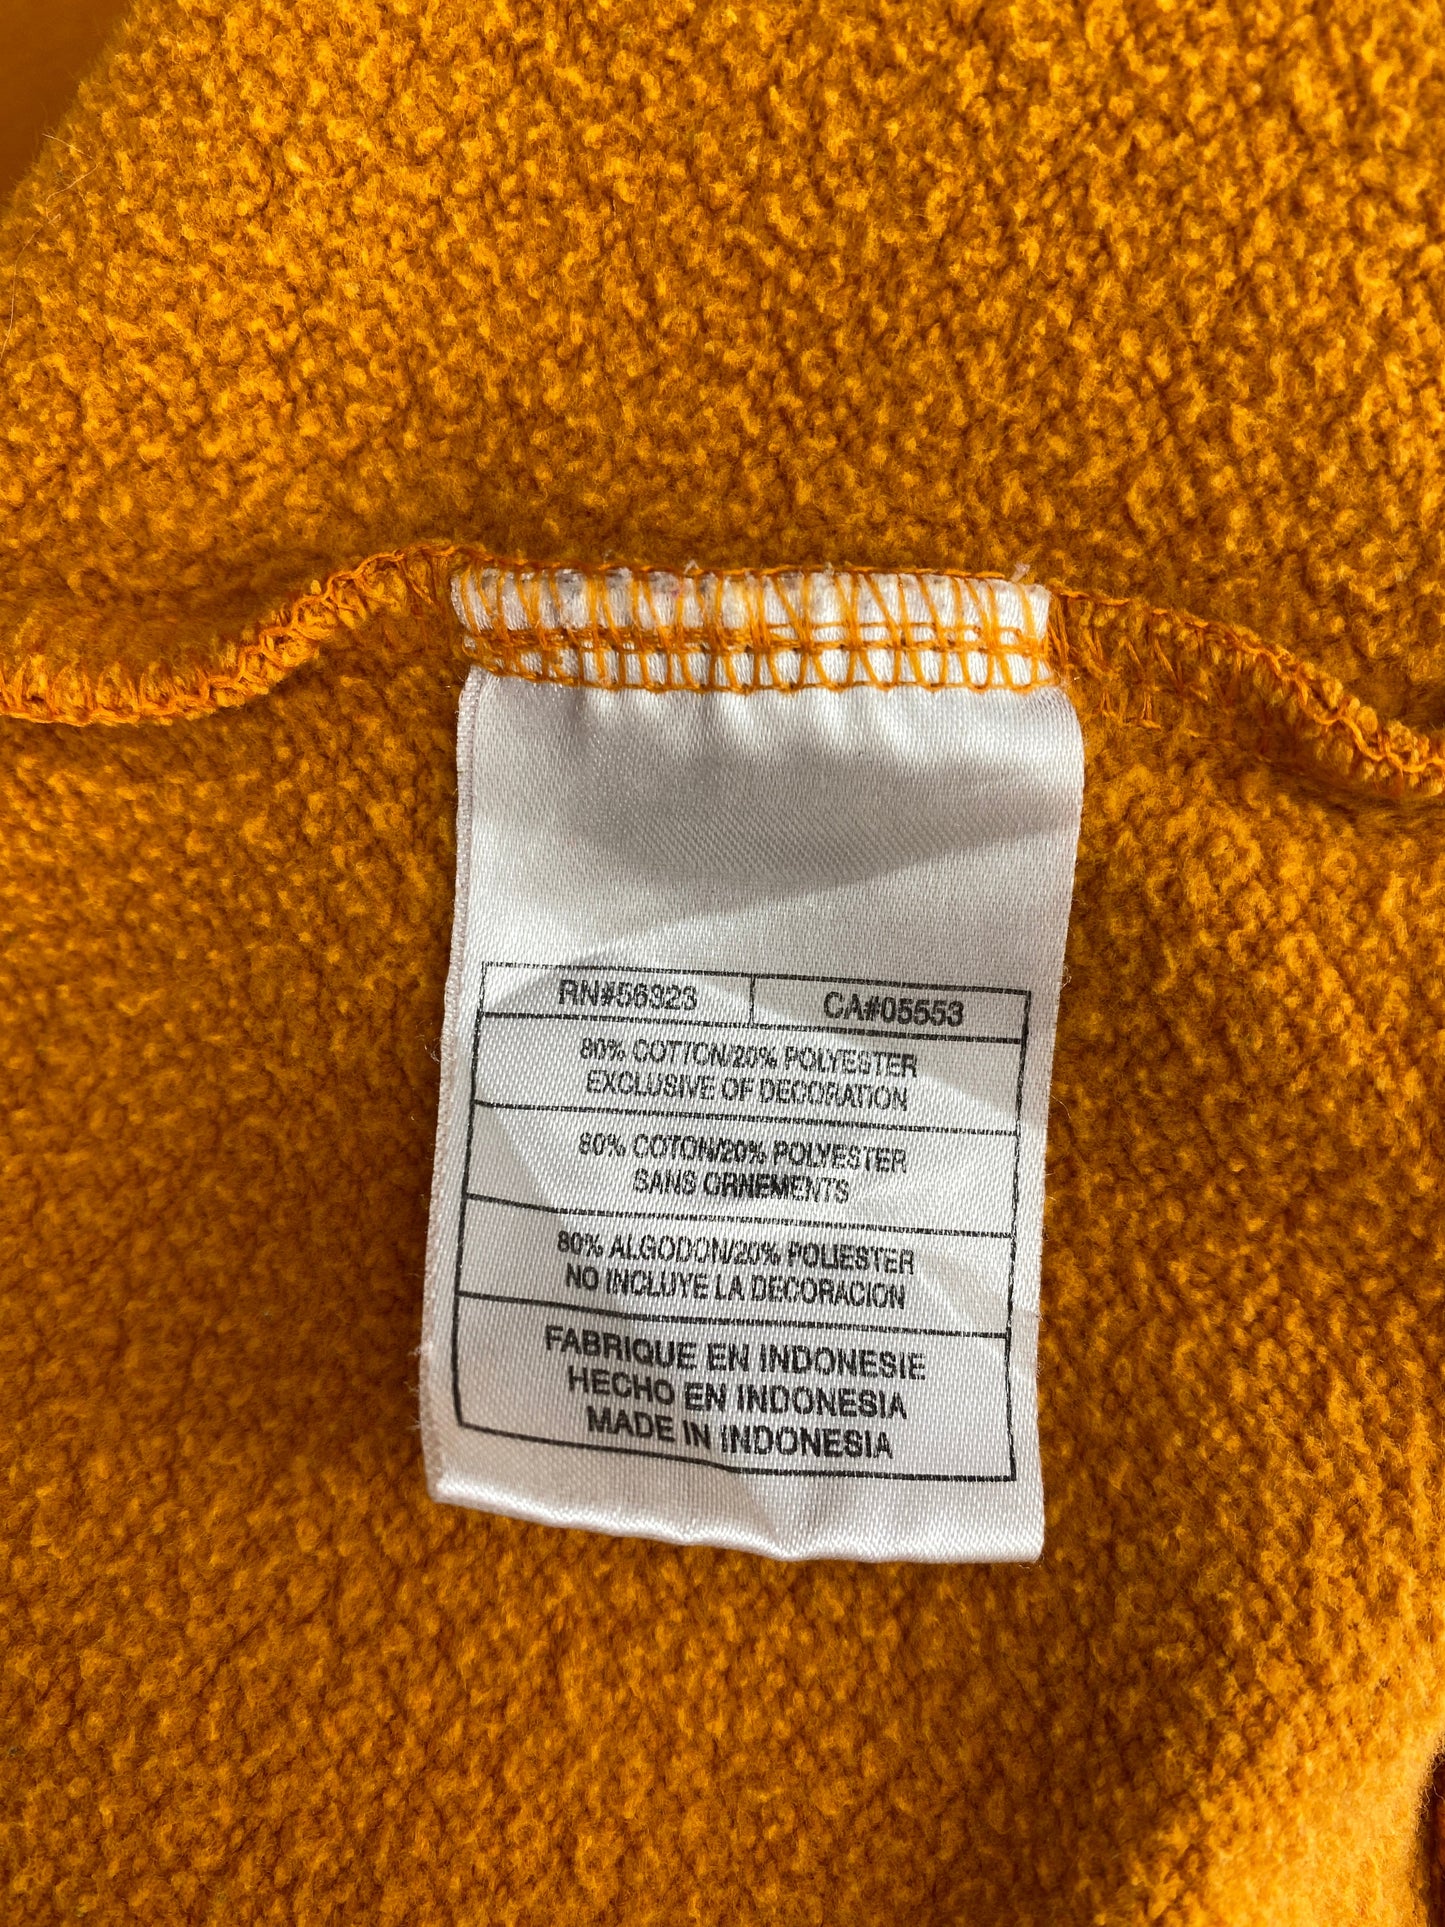 RN#56323
CA#05553
80% COTTON/20% POLYESTER
EXCLUSIVE OF DECORATION
80% COTON/20% POLYESTER
SANS ORNEMENTS
80% ALGODON/20% POLIESTER
NO INCLUYE LA DECORACION
FABRIQUE EN INDONESIE
HECHO EN INDONESIA
MADE IN INDONESIA